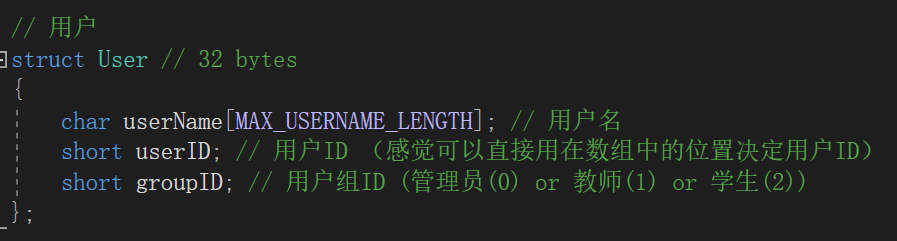 // 用户
struct User // 32 bytes
{
char userName[MAX_USERNAME_LENGTH]; // 用户名
short userID; // 用户ID （感觉可以直接用在数组中的位置决定用户ID）
short groupID; // 用户组ID (管理员(0) or 教师(1) or 学生(2))
};